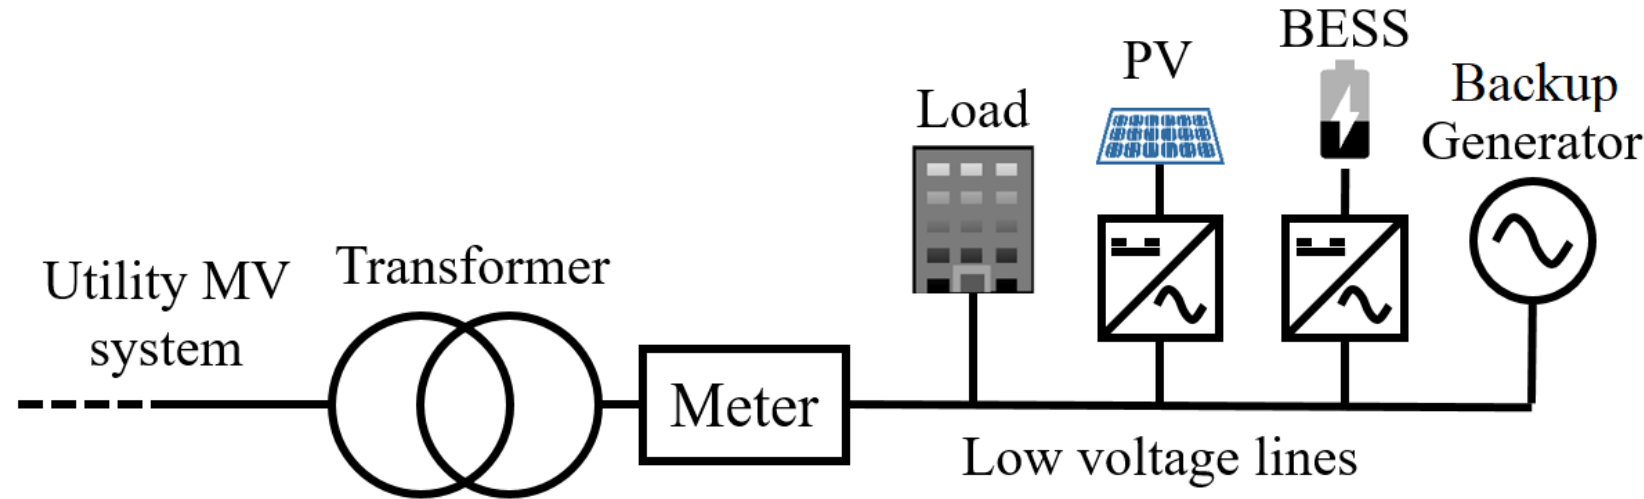 Utility MV
system
Transformer
Meter
Load
PV
BESS
Backup
Generator
Low voltage lines